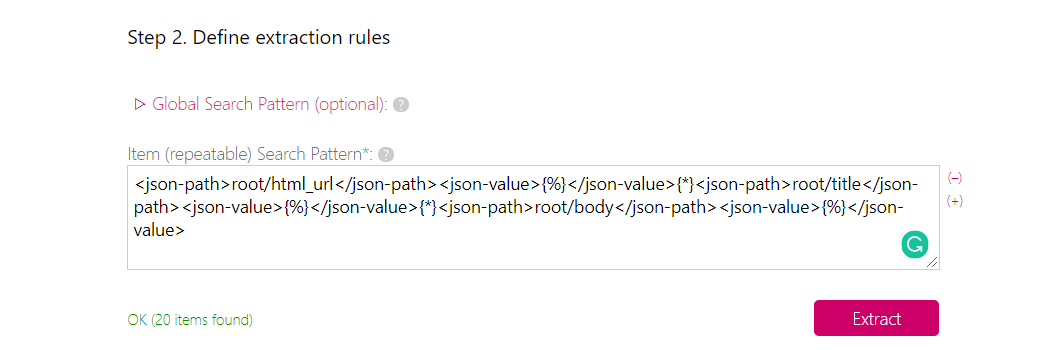 Step 2. Define extraction rules
▷ Global Search Pattern (optional): ?
Item (repeatable) Search Pattern*: ?
<json-path>root/html_url</json-path><json-value>{%}</json-value>{*}<json-path>root/title</json-
path><json-value>{%}</json-value>{*}<json-path>root/body</json-path><json-value>{%}</json-
value>
(−)
(+)
G
OK (20 items found)
Extract